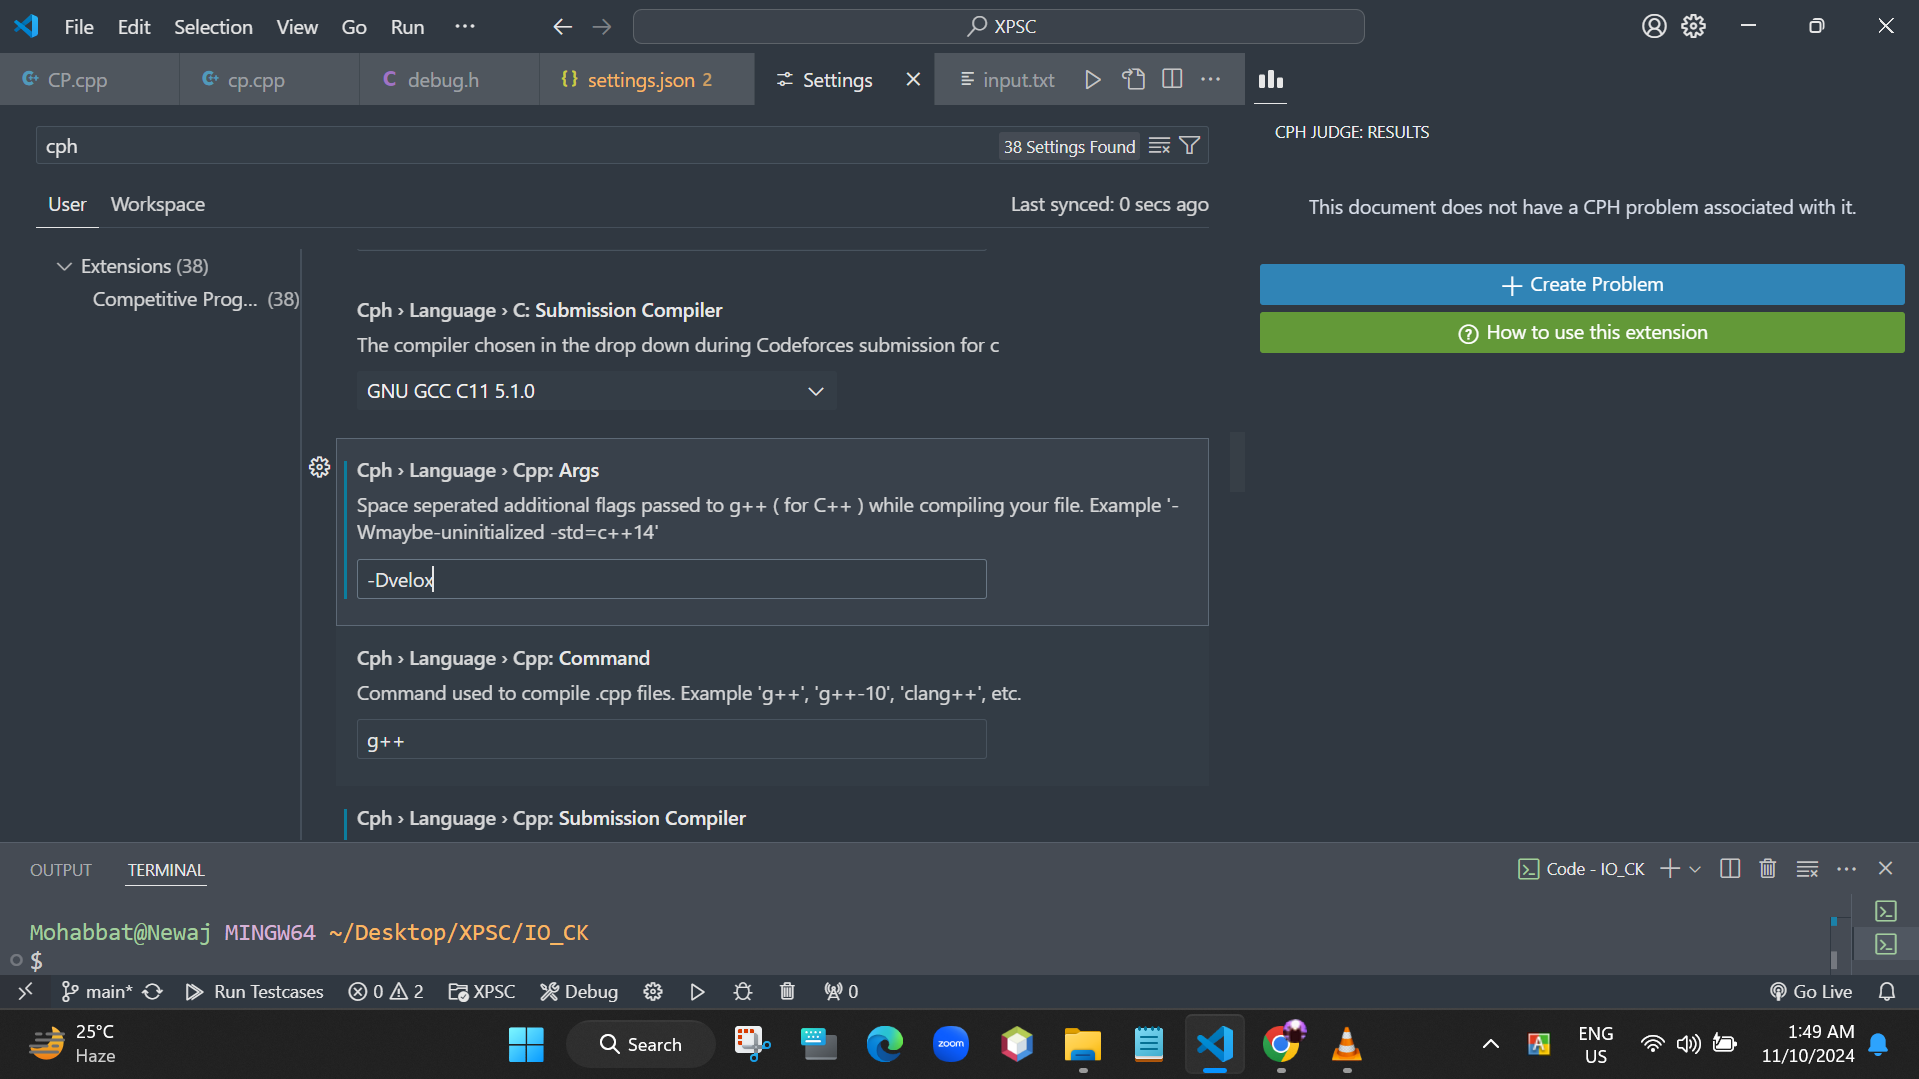 File Edit Selection View Go Run ···
XPSC
CP.cpp
cp.cpp
C debug.h
{} settings.json 2
Settings
input.txt
cph
38 Settings Found
User Workspace
Last synced: 0 secs ago
Extensions (38)
Competitive Prog... (38)
Cph › Language › C: Submission Compiler
The compiler chosen in the drop down during Codeforces submission for c
GNU GCC C11 5.1.0
Cph › Language › Cpp: Args
Space seperated additional flags passed to g++ ( for C++ ) while compiling your file. Example '-
Wmaybe-uninitialized -std=c++14'
-Dvelox
Cph › Language › Cpp: Command
Command used to compile .cpp files. Example 'g++', 'g++-10', 'clang++', etc.
g++
Cph › Language › Cpp: Submission Compiler
CPH JUDGE: RESULTS
This document does not have a CPH problem associated with it.
+ Create Problem
? How to use this extension
OUTPUT TERMINAL
Code - IO_CK
Mohabbat@Newaj MINGW64 ~/Desktop/XPSC/IO_CK
$
main* Run Testcases 0 2 XPSC Debug 0
Go Live
25°C
Haze
Search
zoom
A
ENG
US
1:49 AM
11/10/2024